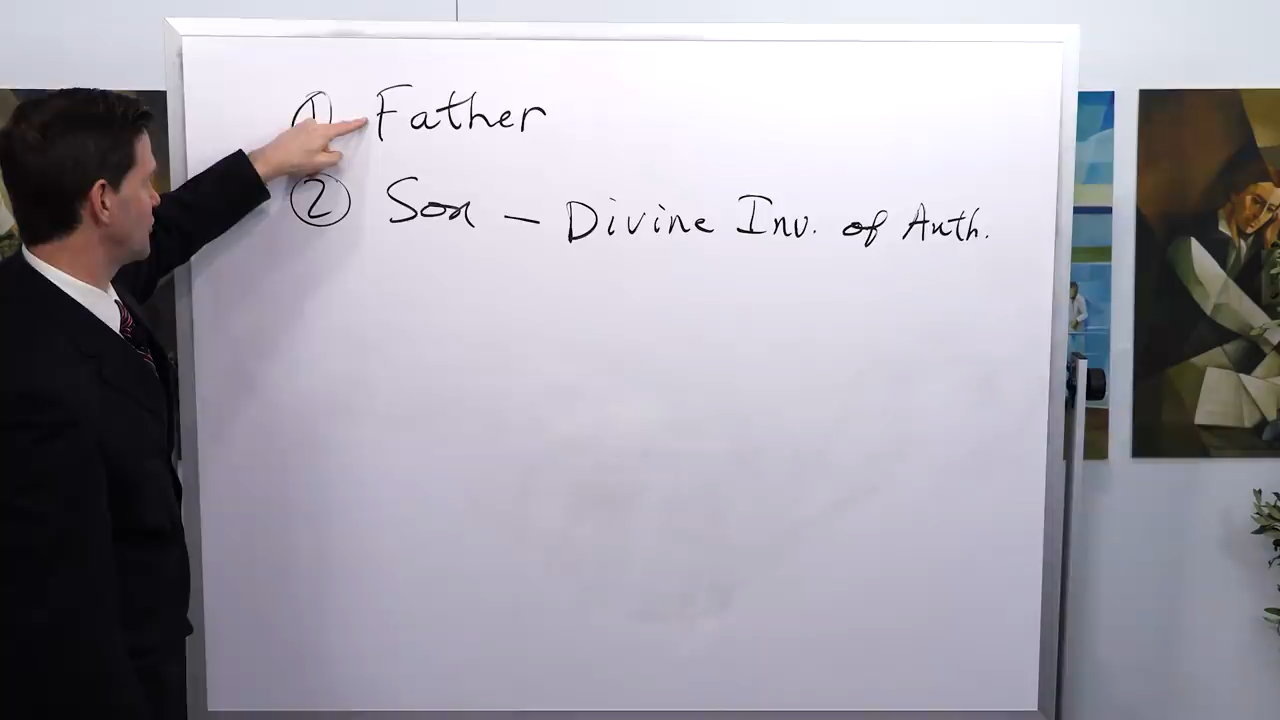 ① Father
② Son – Divine Inv. of Auth.